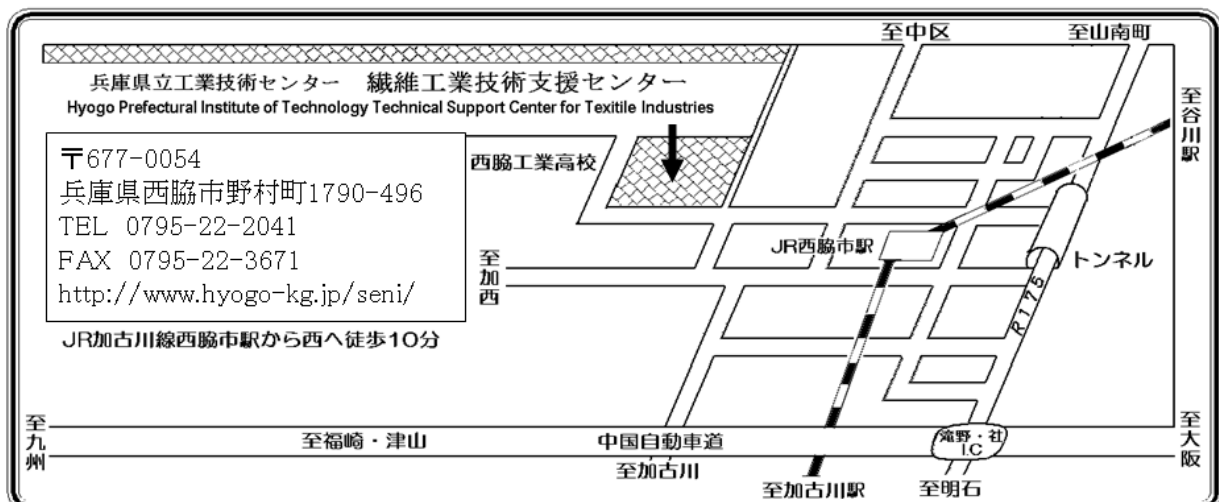 至中区
至山南町
兵庫県立工業技術センター 繊維工業技術支援センター
Hyogo Prefectural Institute of Technology Technical Support Center for Texitile Industries
至谷川駅
〒677-0054
兵庫県西脇市野村町1790-496
TEL 0795-22-2041
FAX 0795-22-3671
http://www.hyogo-kg.jp/seni/
西脇工業高校
JR西脇市駅
至加西
トンネル
R175
JR加古川線西脇市駅から西へ徒歩10分
至九州
至福崎・津山
中国自動車道
滝野・社
I.C
至大阪
至加古川
至加古川駅
至明石